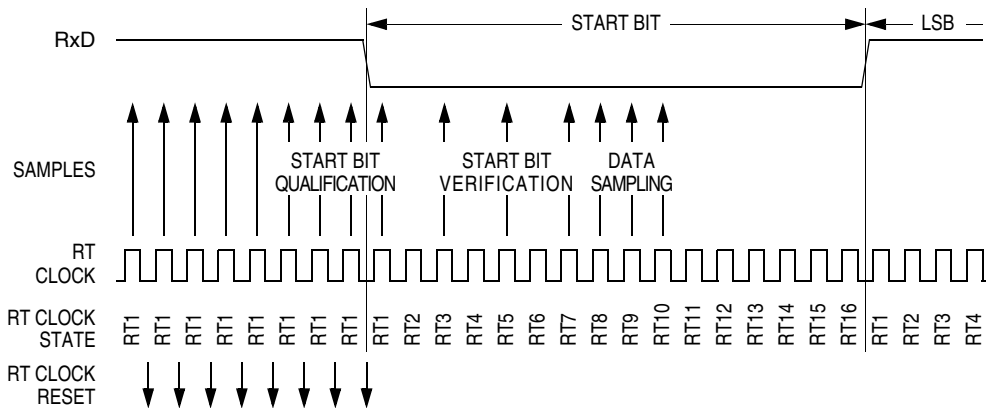 START BIT
LSB
RxD
SAMPLES
START BIT
QUALIFICATION
START BIT
VERIFICATION
DATA
SAMPLING
RT
CLOCK
RT CLOCK
STATE
RT1 RT1 RT1 RT1 RT1 RT1 RT1 RT1 RT1 RT2 RT3 RT4 RT5 RT6 RT7 RT8 RT9 RT10 RT11 RT12 RT13 RT14 RT15 RT16 RT1 RT2 RT3 RT4
RT CLOCK
RESET